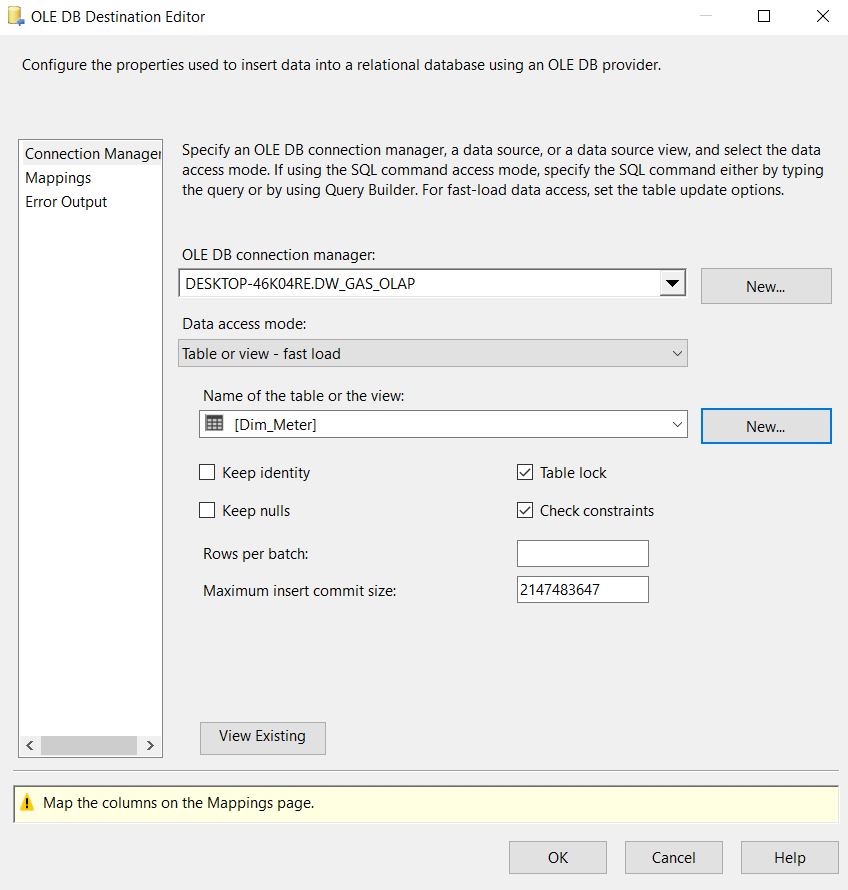 OLE DB Destination Editor
Configure the properties used to insert data into a relational database using an OLE DB provider.
Connection Manager
Mappings
Error Output
Specify an OLE DB connection manager, a data source, or a data source view, and select the data
access mode. If using the SQL command access mode, specify the SQL command either by typing
the query or by using Query Builder. For fast-load data access, set the table update options.
OLE DB connection manager:
DESKTOP-46K04RE.DW_GAS_OLAP
New...
Data access mode:
Table or view - fast load
Name of the table or the view:
[Dim_Meter]
New...
Keep identity
Table lock
Keep nulls
Check constraints
Rows per batch:
Maximum insert commit size:
2147483647
View Existing
Map the columns on the Mappings page.
OK
Cancel
Help